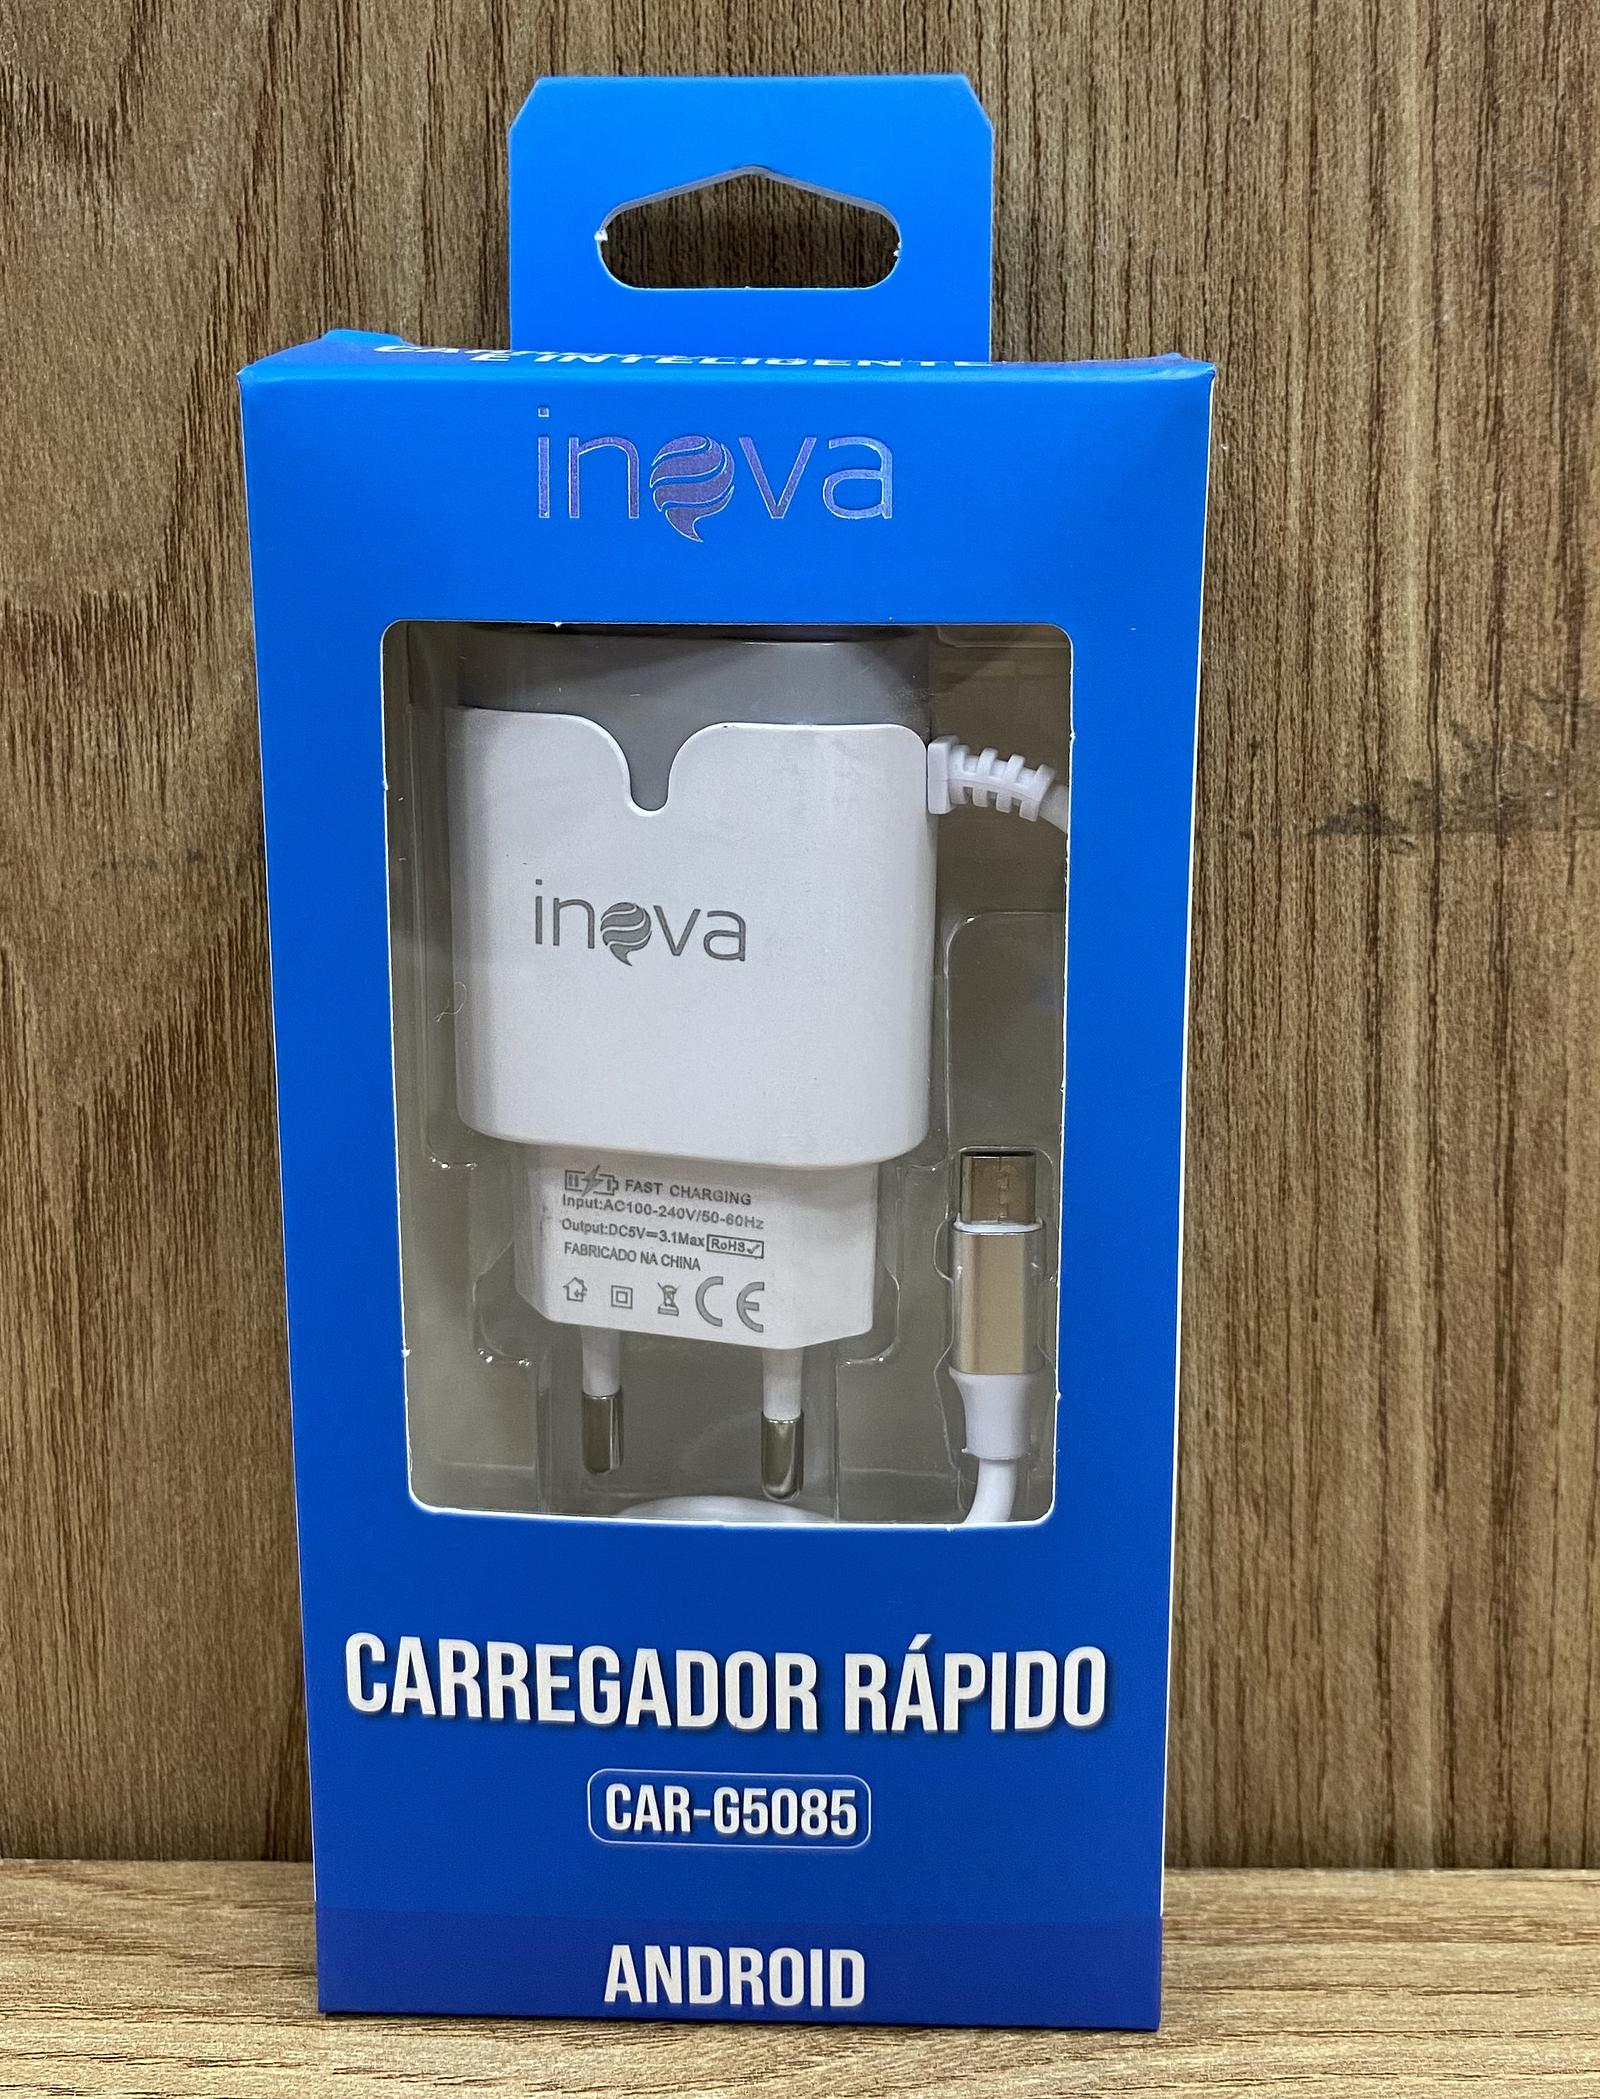 E INTELIGENTE
inova
inova
FAST CHARGING
Input:AC100-240V/50-60Hz
Output:DC5V⎓3.1Max RoHS
FABRICADO NA CHINA
CE
CARREGADOR RÁPIDO
CAR-G5085
ANDROID